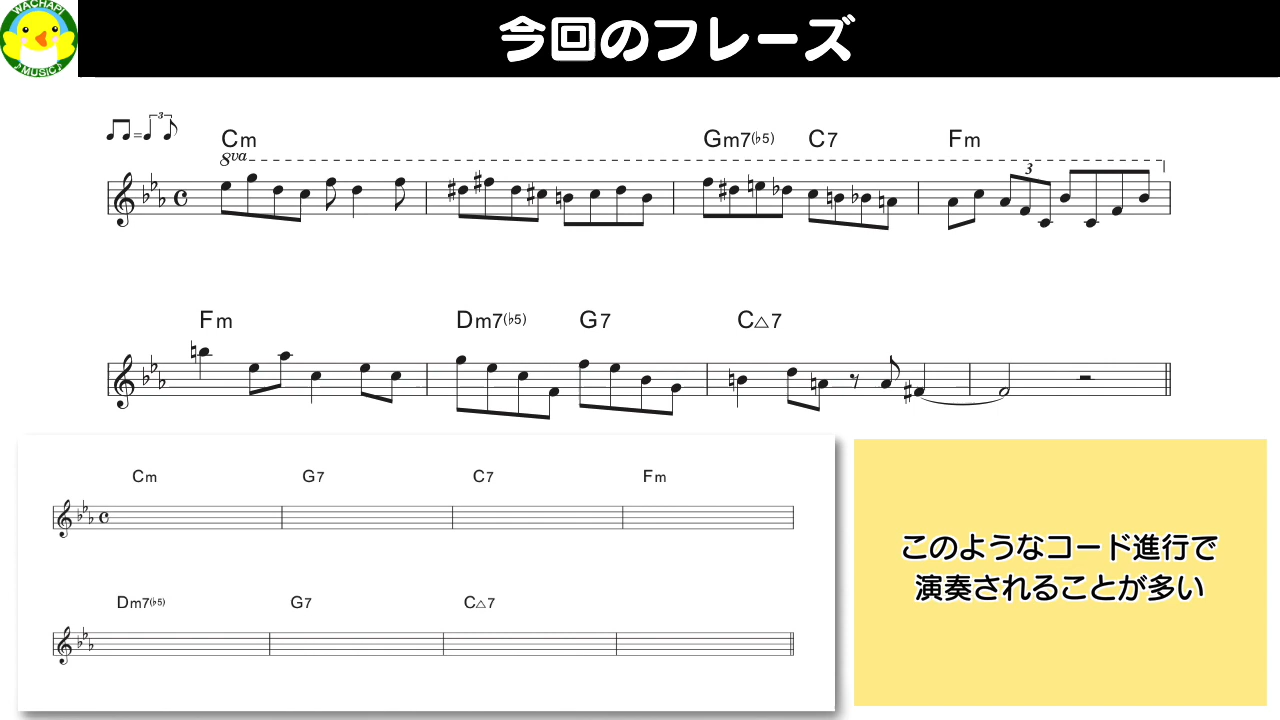 WACHAPI
♪MUSIC♪
今回のフレーズ
3
Cm Gm7(♭5) C7 Fm
8va
3
Fm Dm7(♭5) G7 C△7
Cm G7 C7 Fm
Dm7(♭5) G7 C△7
このようなコード進行で
演奏されることが多い